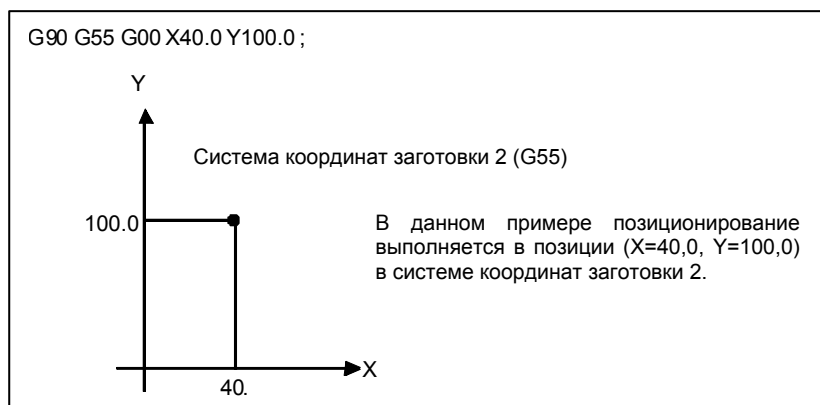 G90 G55 G00 X40.0 Y100.0 ;
Y
Система координат заготовки 2 (G55)
100.0
В данном примере позиционирование
выполняется в позиции (X=40,0, Y=100,0)
в системе координат заготовки 2.
X
40.